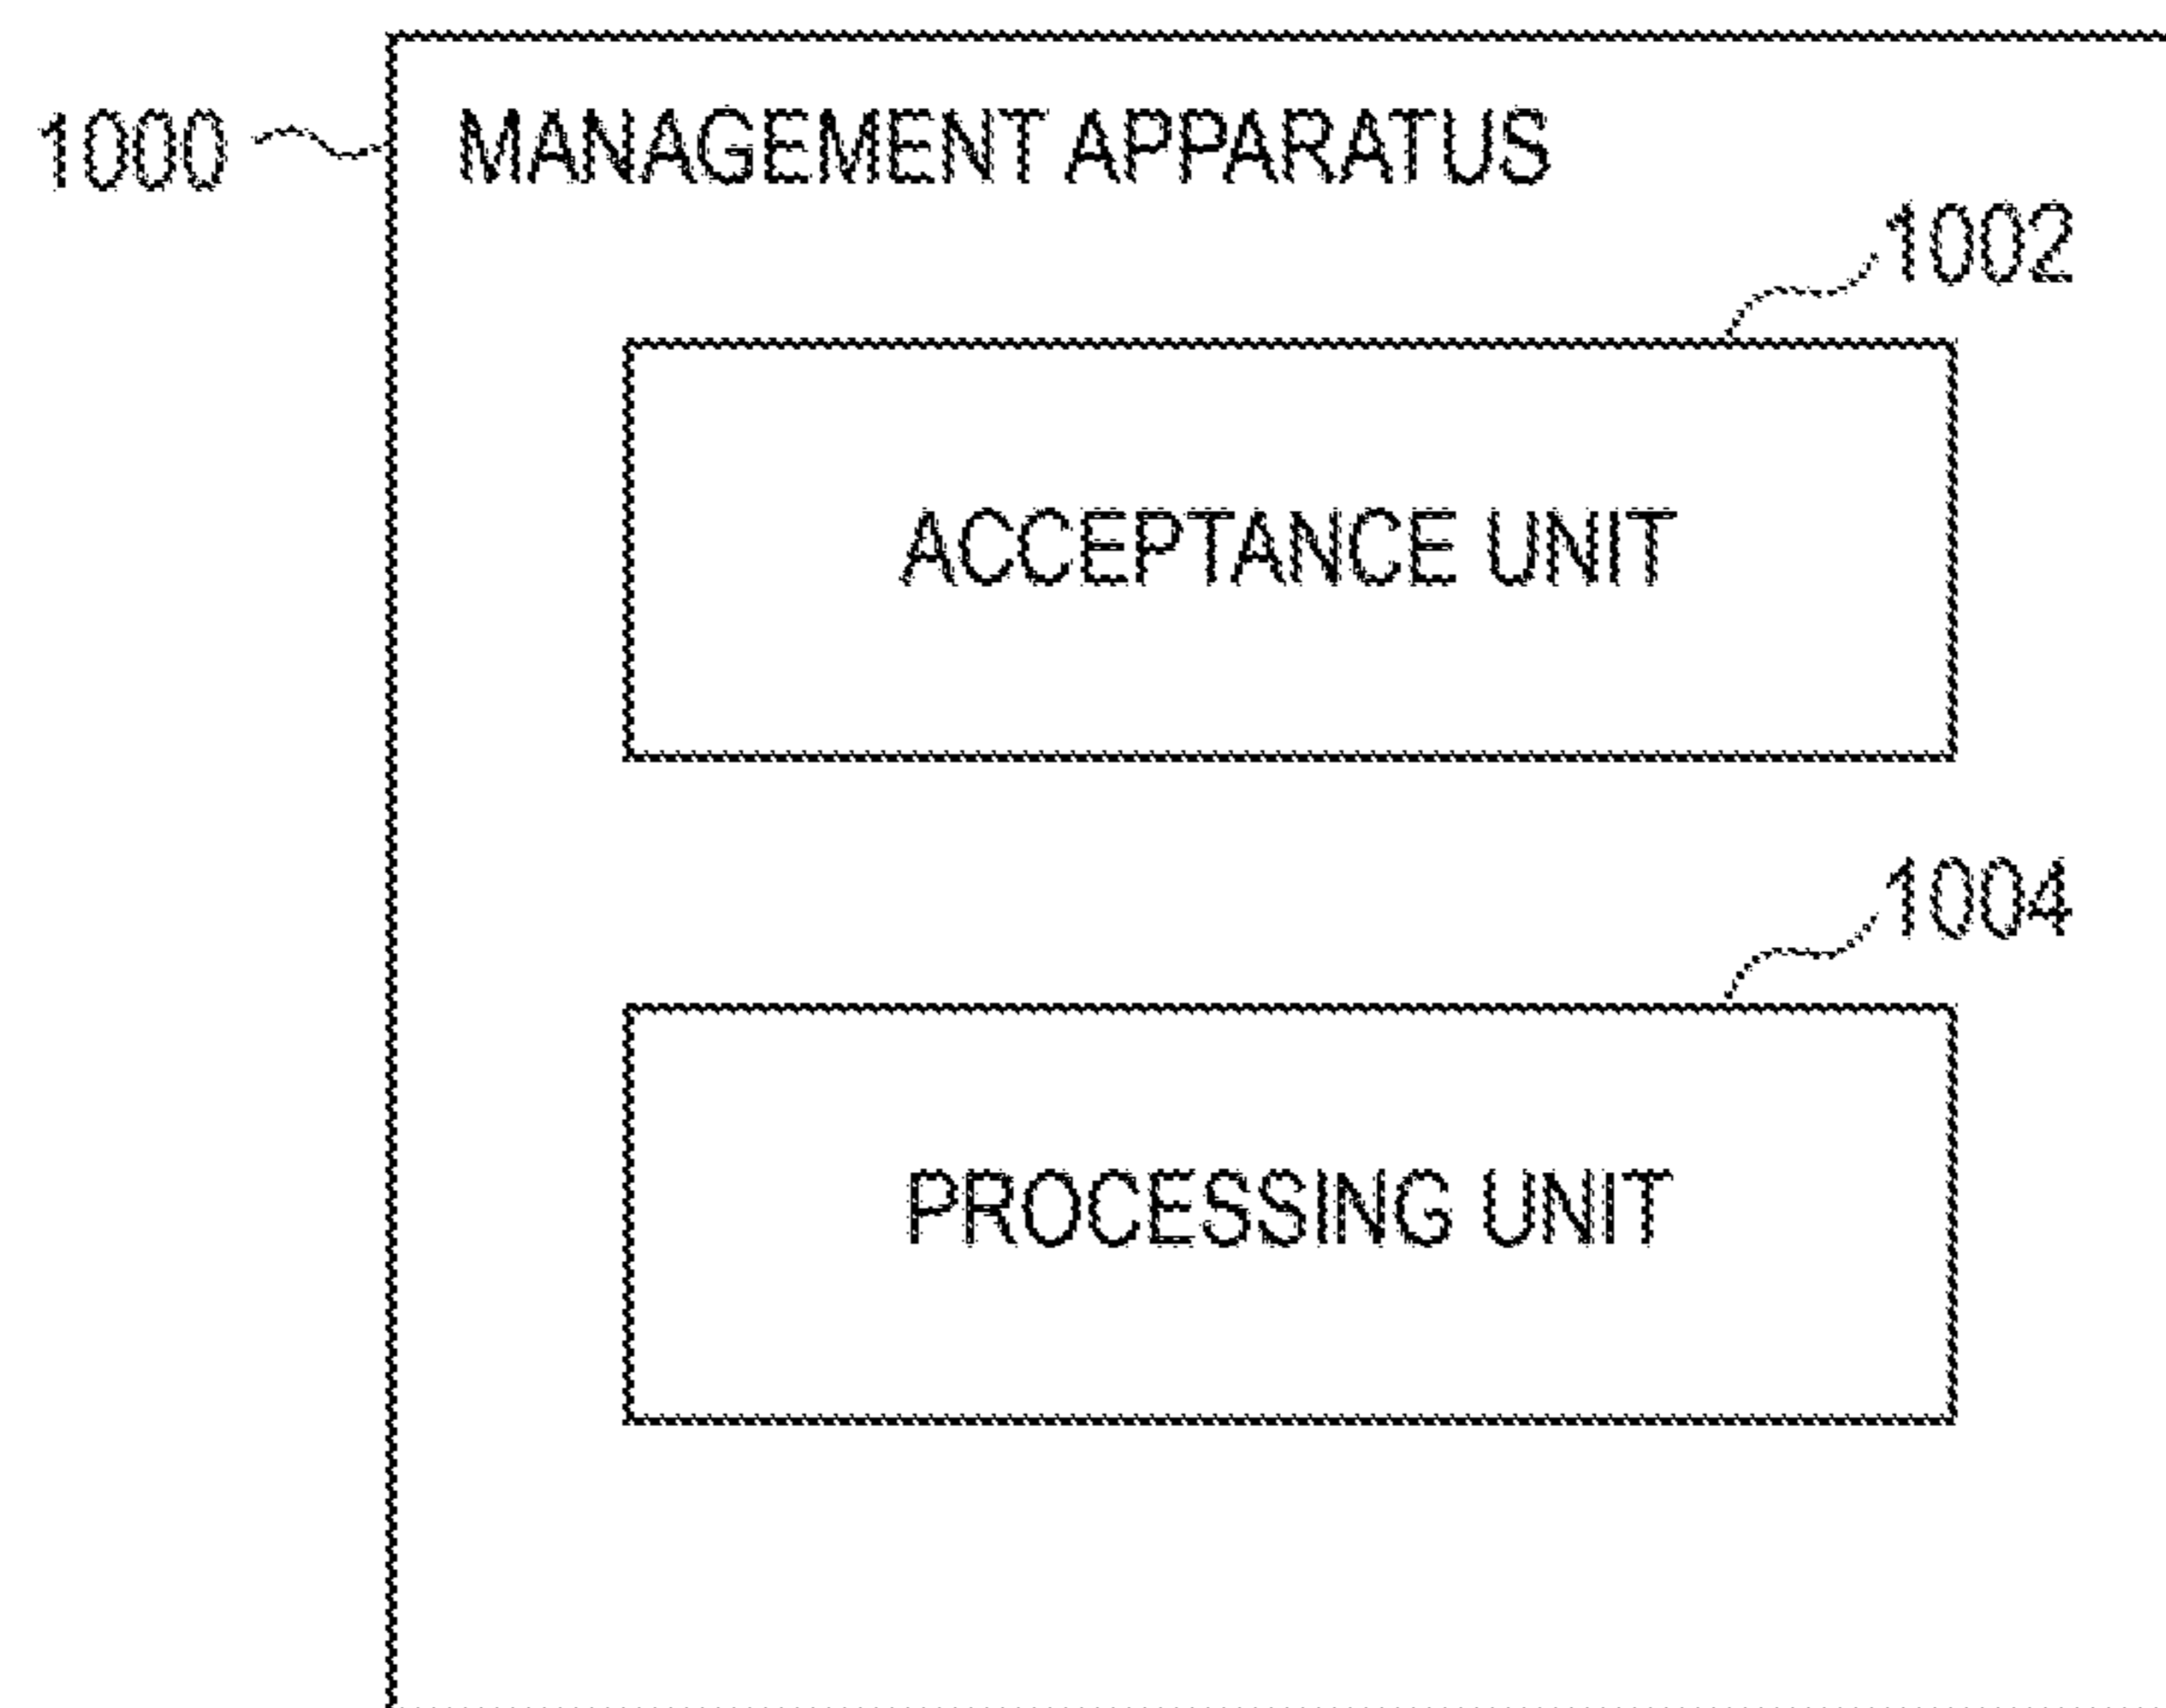 1000 MANAGEMENT APPARATUS
1002
ACCEPTANCE UNIT
1004
PROCESSING UNIT